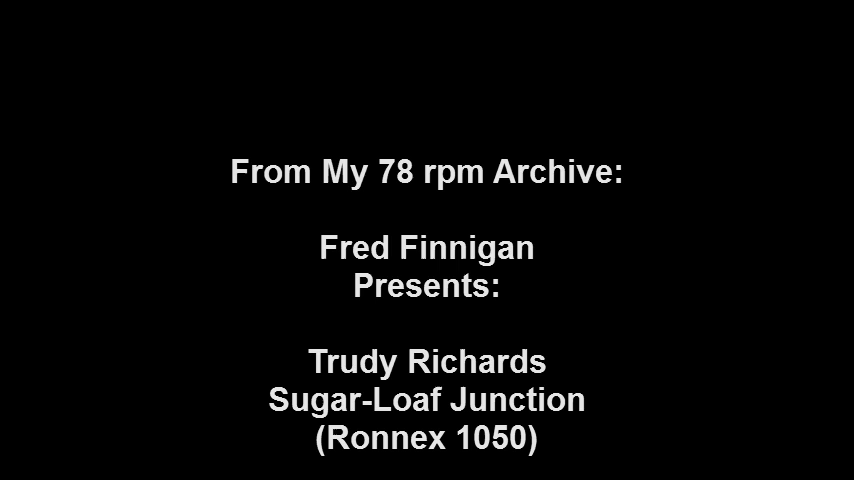 From My 78 rpm Archive:
Fred Finnigan
Presents:
Trudy Richards
Sugar-Loaf Junction
(Ronnex 1050)